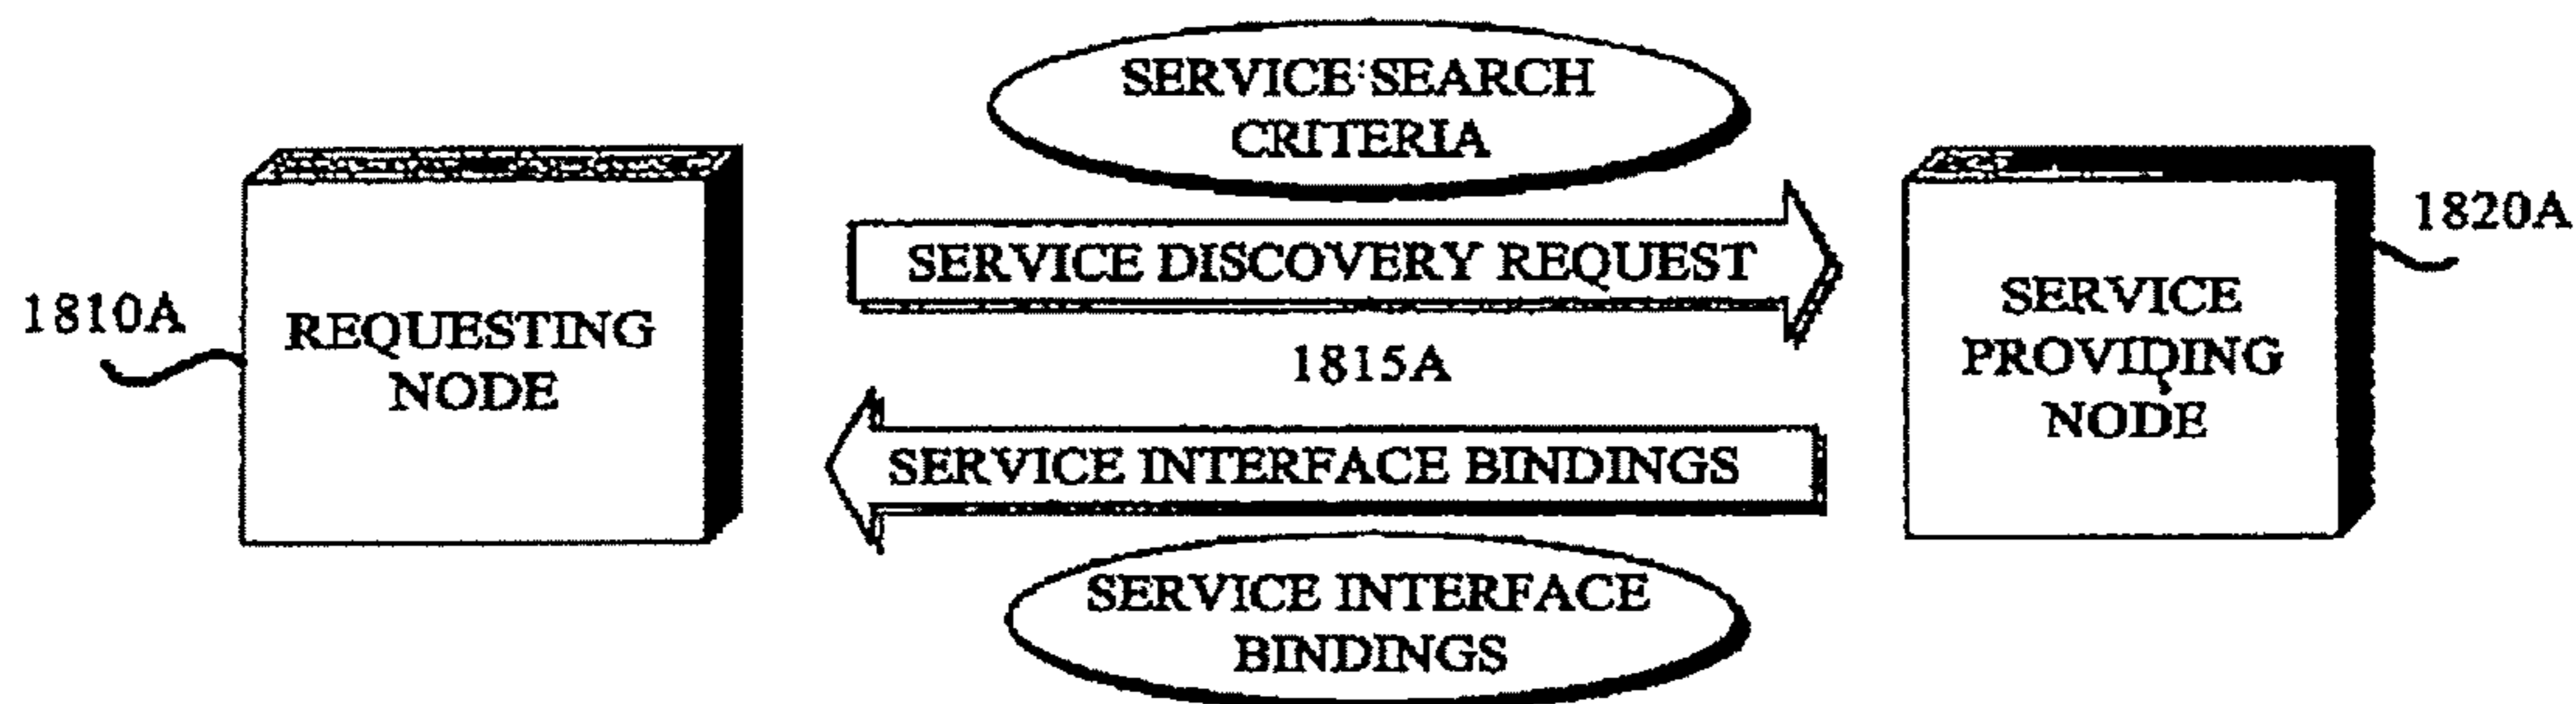 SERVICE SEARCH
CRITERIA
1820A
SERVICE DISCOVERY REQUEST
1810A
REQUESTING
NODE
SERVICE
PROVIDING
NODE
1815A
SERVICE INTERFACE BINDINGS
SERVICE INTERFACE
BINDINGS